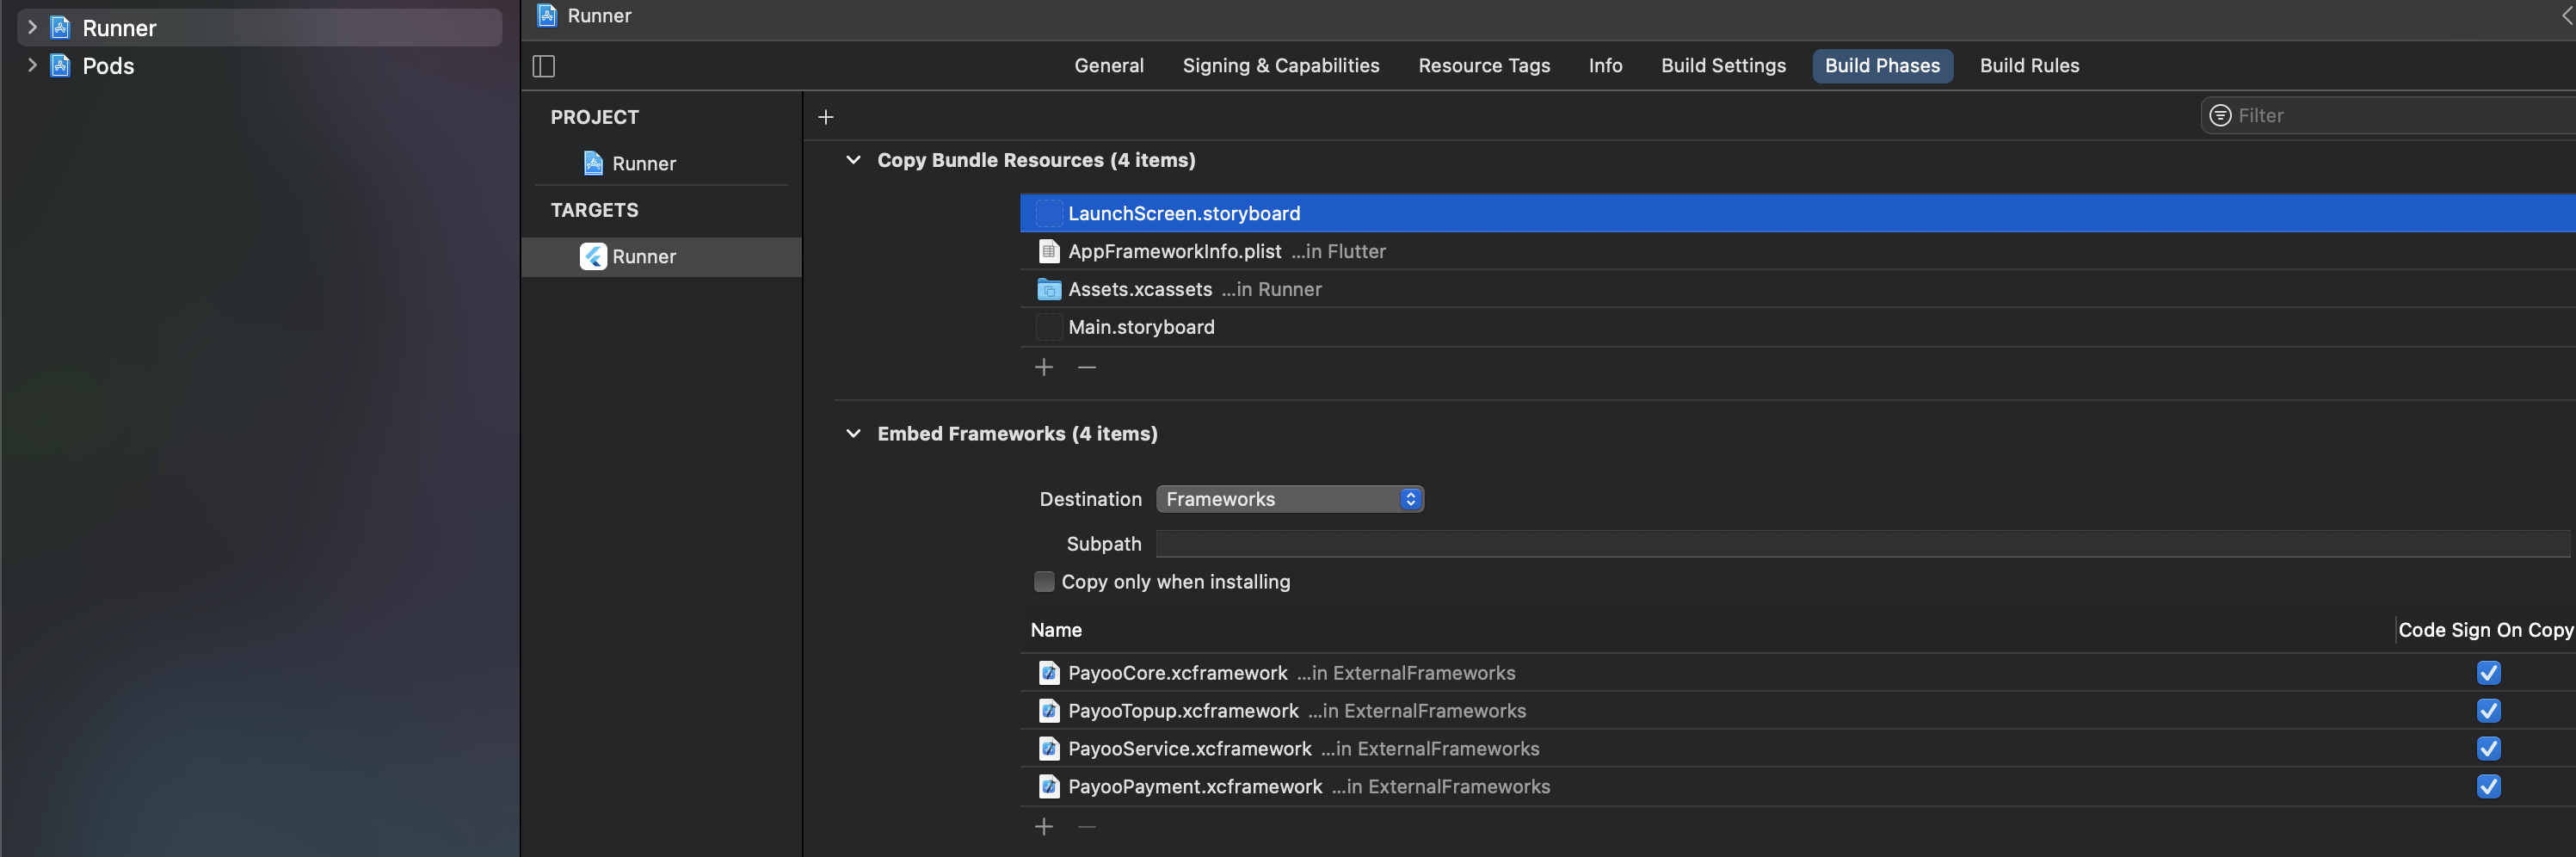 Runner
Pods
Runner
General Signing & Capabilities Resource Tags Info Build Settings Build Phases Build Rules
PROJECT
Runner
TARGETS
Runner
Filter
Copy Bundle Resources (4 items)
LaunchScreen.storyboard
AppFrameworkInfo.plist ...in Flutter
Assets.xcassets ...in Runner
Main.storyboard
Embed Frameworks (4 items)
Destination Frameworks
Subpath
Copy only when installing
Name Code Sign On Copy
PayooCore.xcframework ...in ExternalFrameworks
PayooTopup.xcframework ...in ExternalFrameworks
PayooService.xcframework ...in ExternalFrameworks
PayooPayment.xcframework ...in ExternalFrameworks